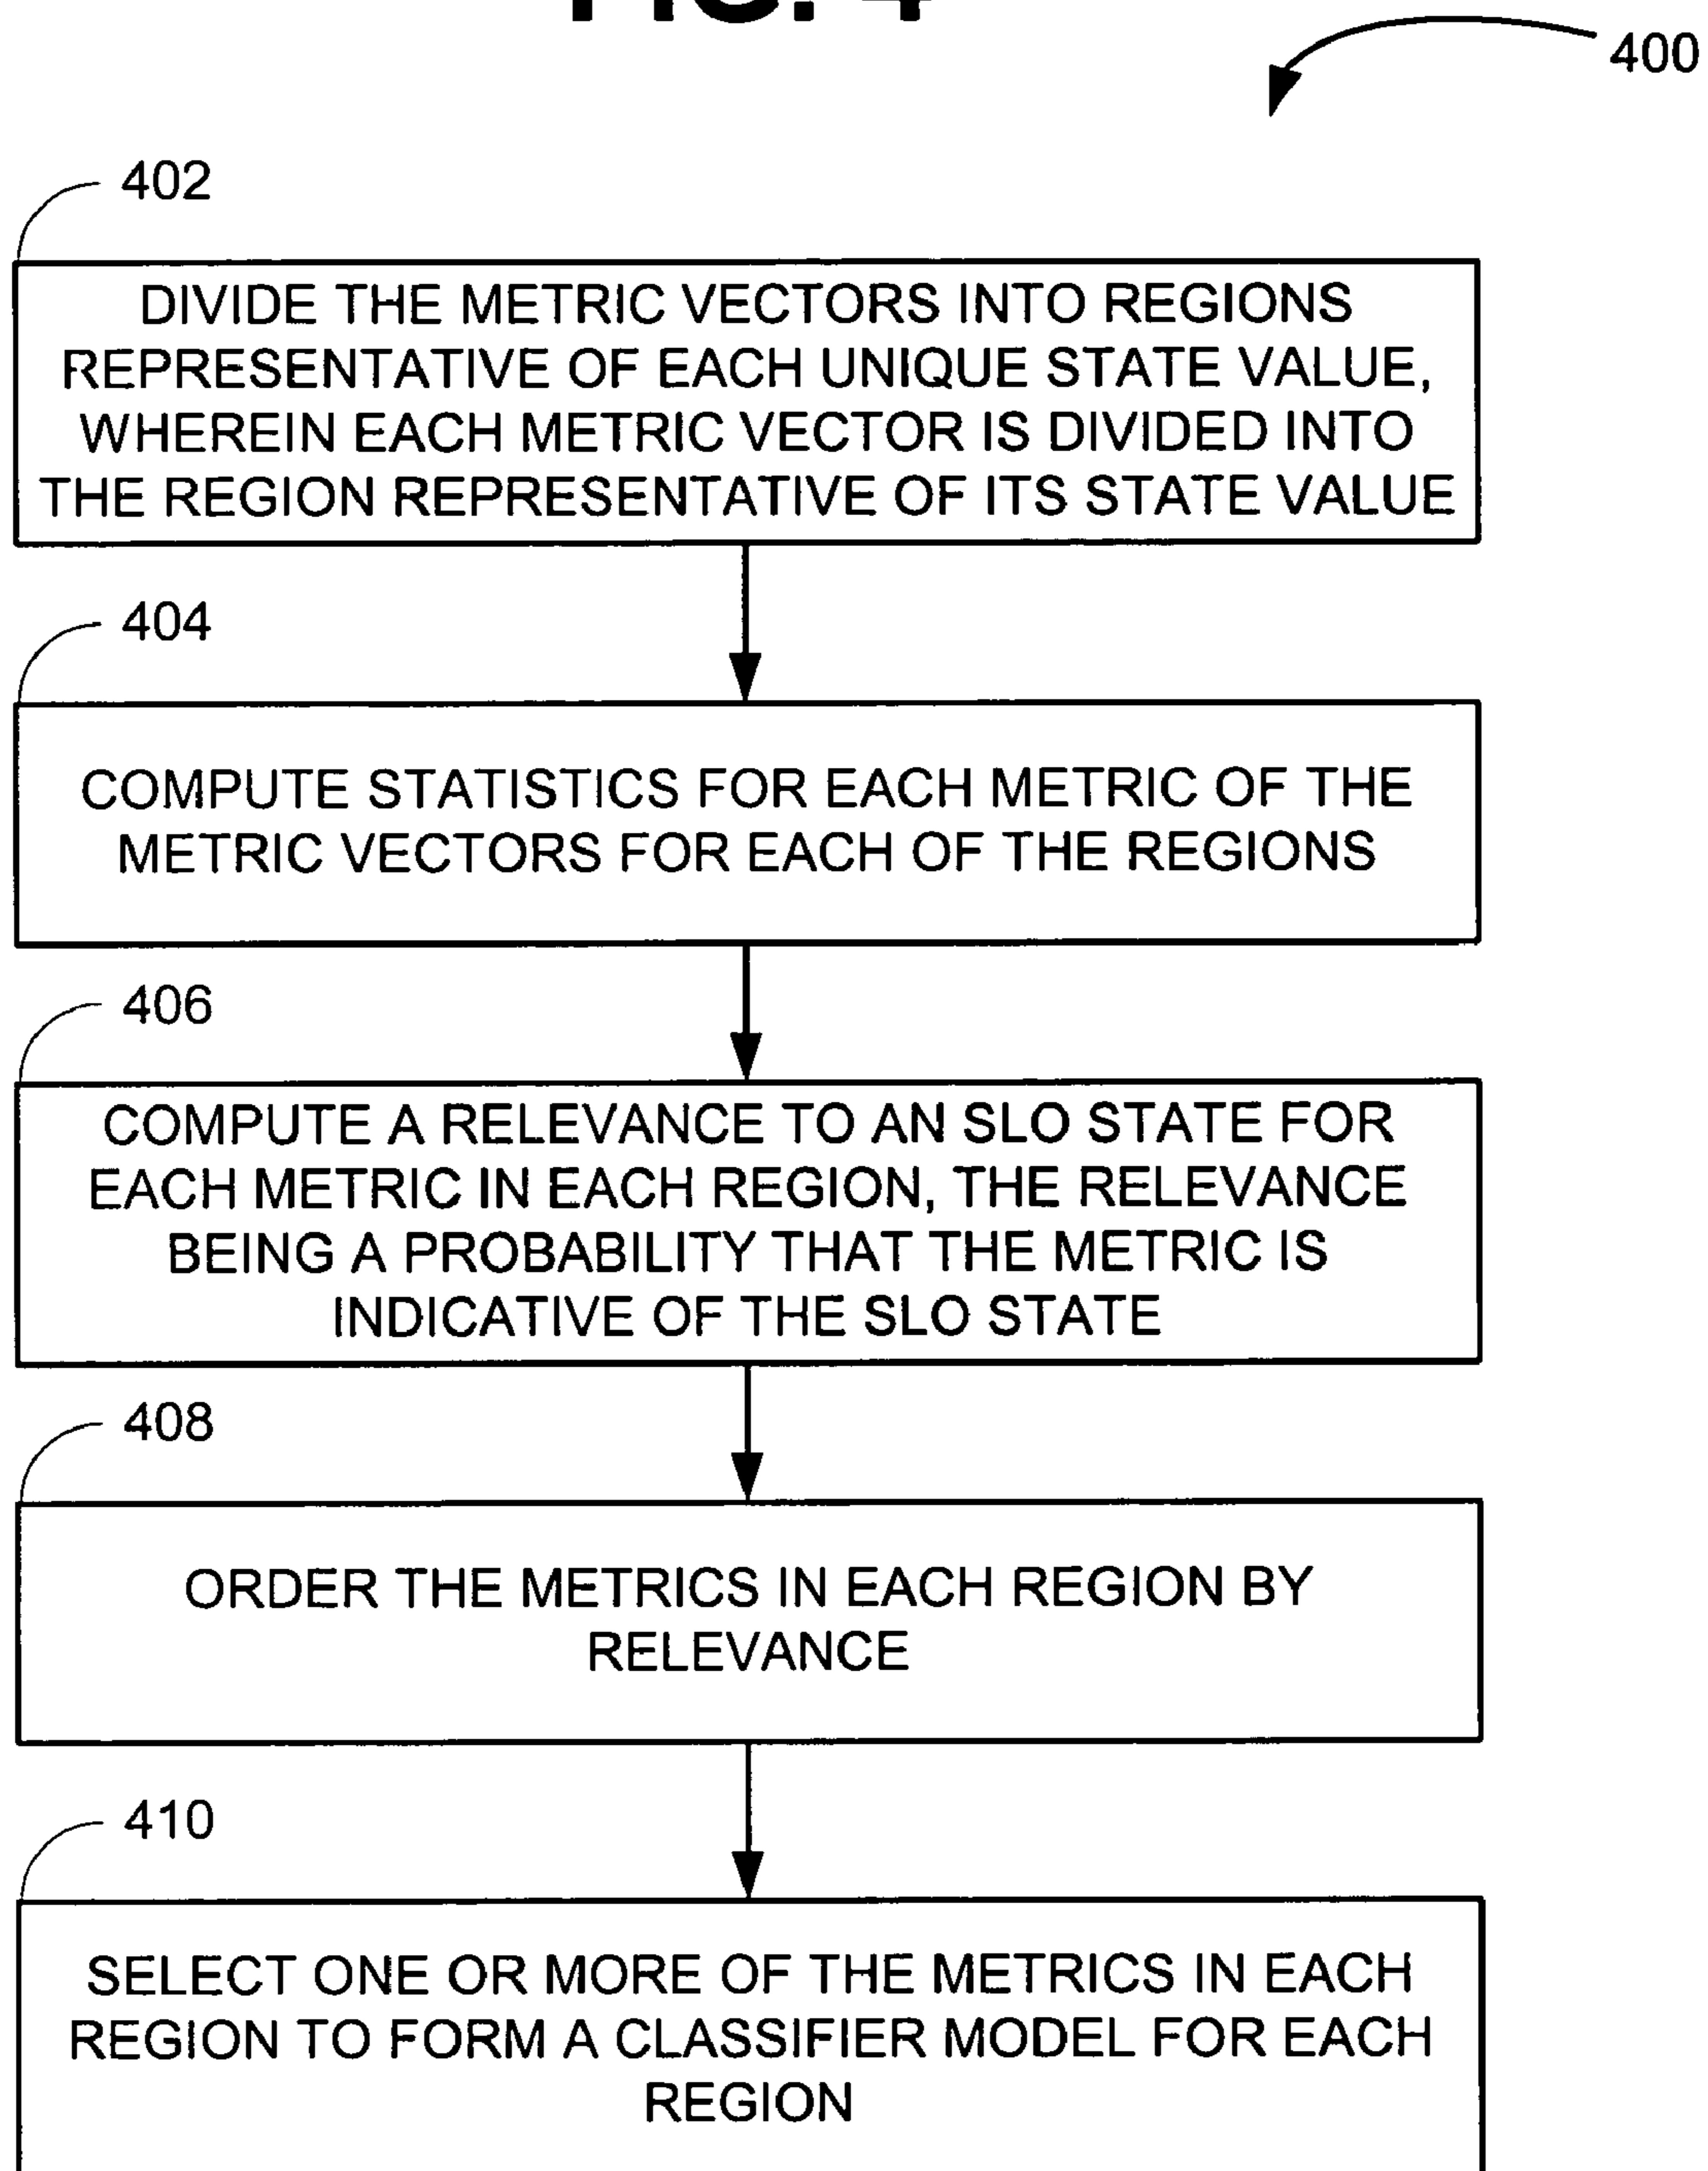 FIG. 4
400
402
DIVIDE THE METRIC VECTORS INTO REGIONS
REPRESENTATIVE OF EACH UNIQUE STATE VALUE,
WHEREIN EACH METRIC VECTOR IS DIVIDED INTO
THE REGION REPRESENTATIVE OF ITS STATE VALUE
404
COMPUTE STATISTICS FOR EACH METRIC OF THE
METRIC VECTORS FOR EACH OF THE REGIONS
406
COMPUTE A RELEVANCE TO AN SLO STATE FOR
EACH METRIC IN EACH REGION, THE RELEVANCE
BEING A PROBABILITY THAT THE METRIC IS
INDICATIVE OF THE SLO STATE
408
ORDER THE METRICS IN EACH REGION BY
RELEVANCE
410
SELECT ONE OR MORE OF THE METRICS IN EACH
REGION TO FORM A CLASSIFIER MODEL FOR EACH
REGION